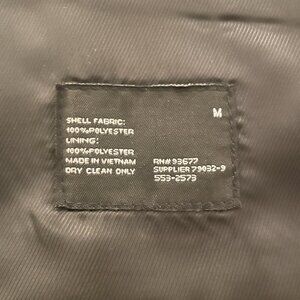 M
SHELL FABRIC:
100%POLYESTER
LINING:
100%POLYESTER
MADE IN VIETNAM RN#93677
DRY CLEAN ONLY SUPPLIER 79032-9
553-2573